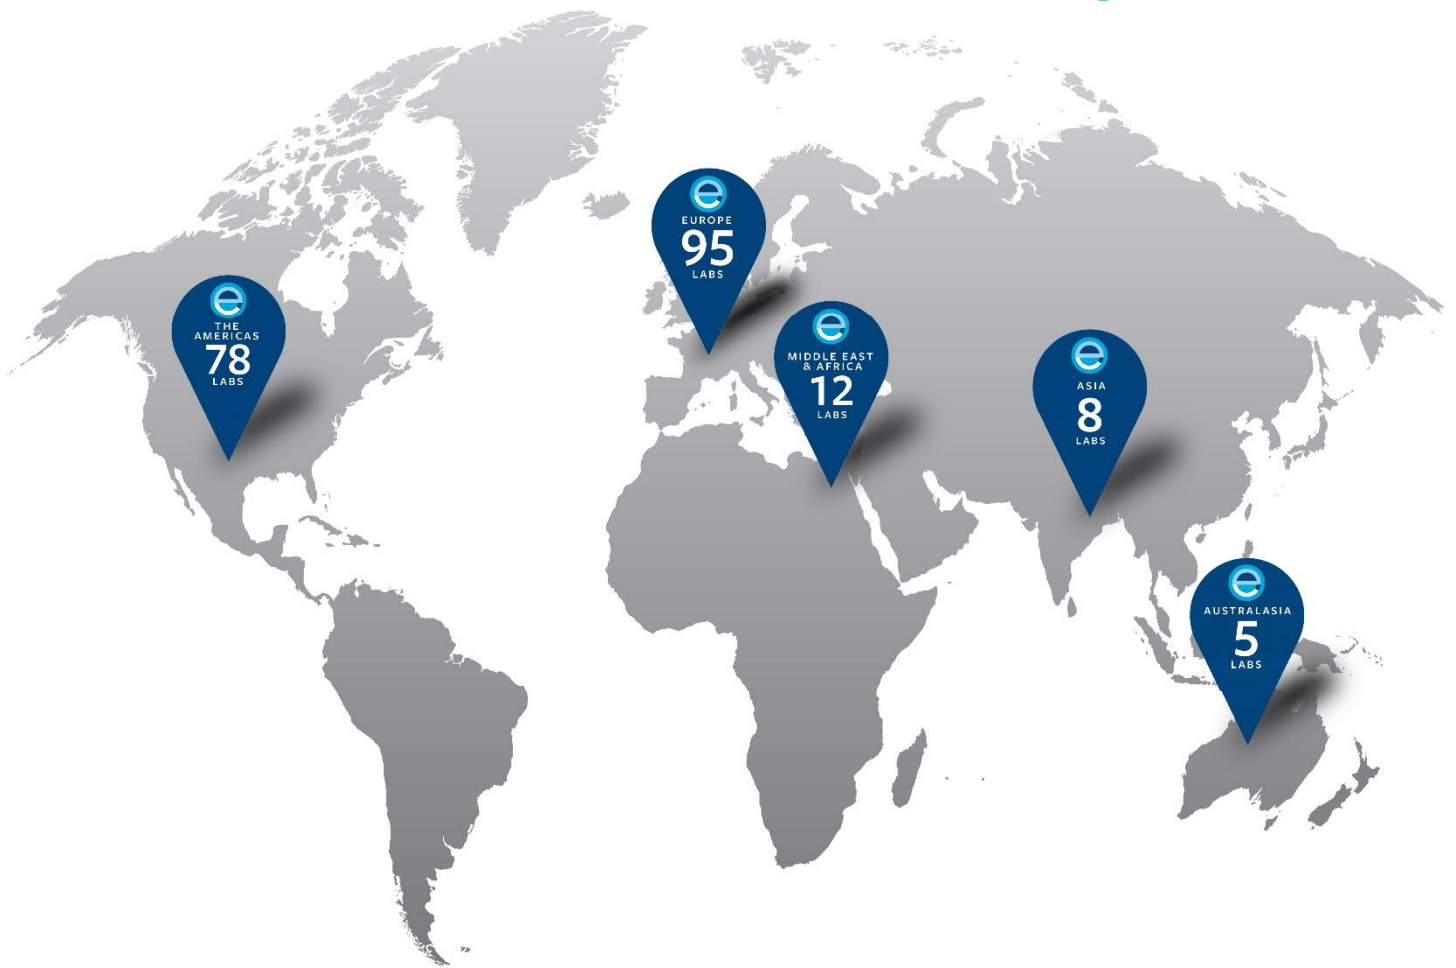 EUROPE
95
LABS
THE
AMERICAS
78
LABS
MIDDLE EAST
& AFRICA
12
LABS
ASIA
8
LABS
AUSTRALASIA
5
LABS